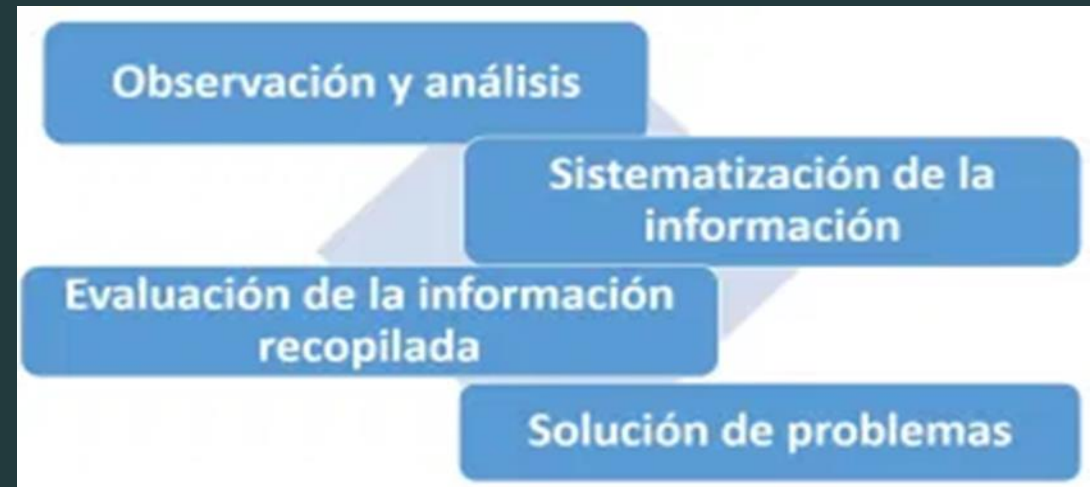 Observación y análisis
Sistematización de la
información
Evaluación de la información
recopilada
Solución de problemas